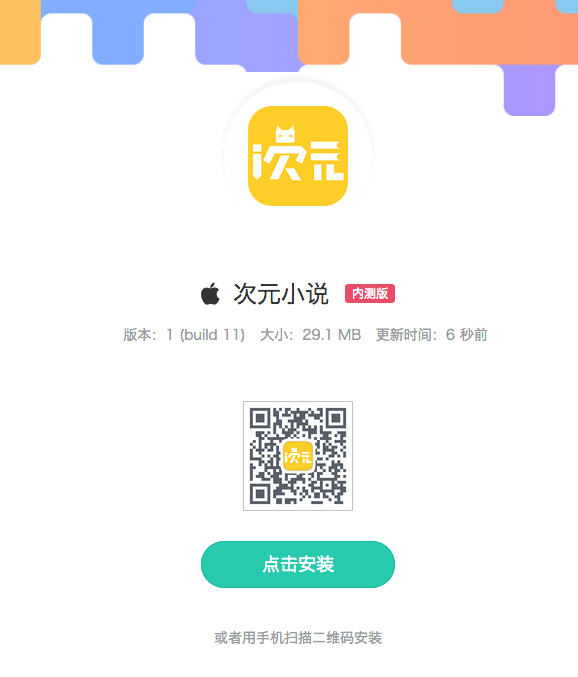 i次元
次元小说 内测版
版本：1 (build 11) 大小：29.1 MB 更新时间：6 秒前
i次元
点击安装
或者用手机扫描二维码安装